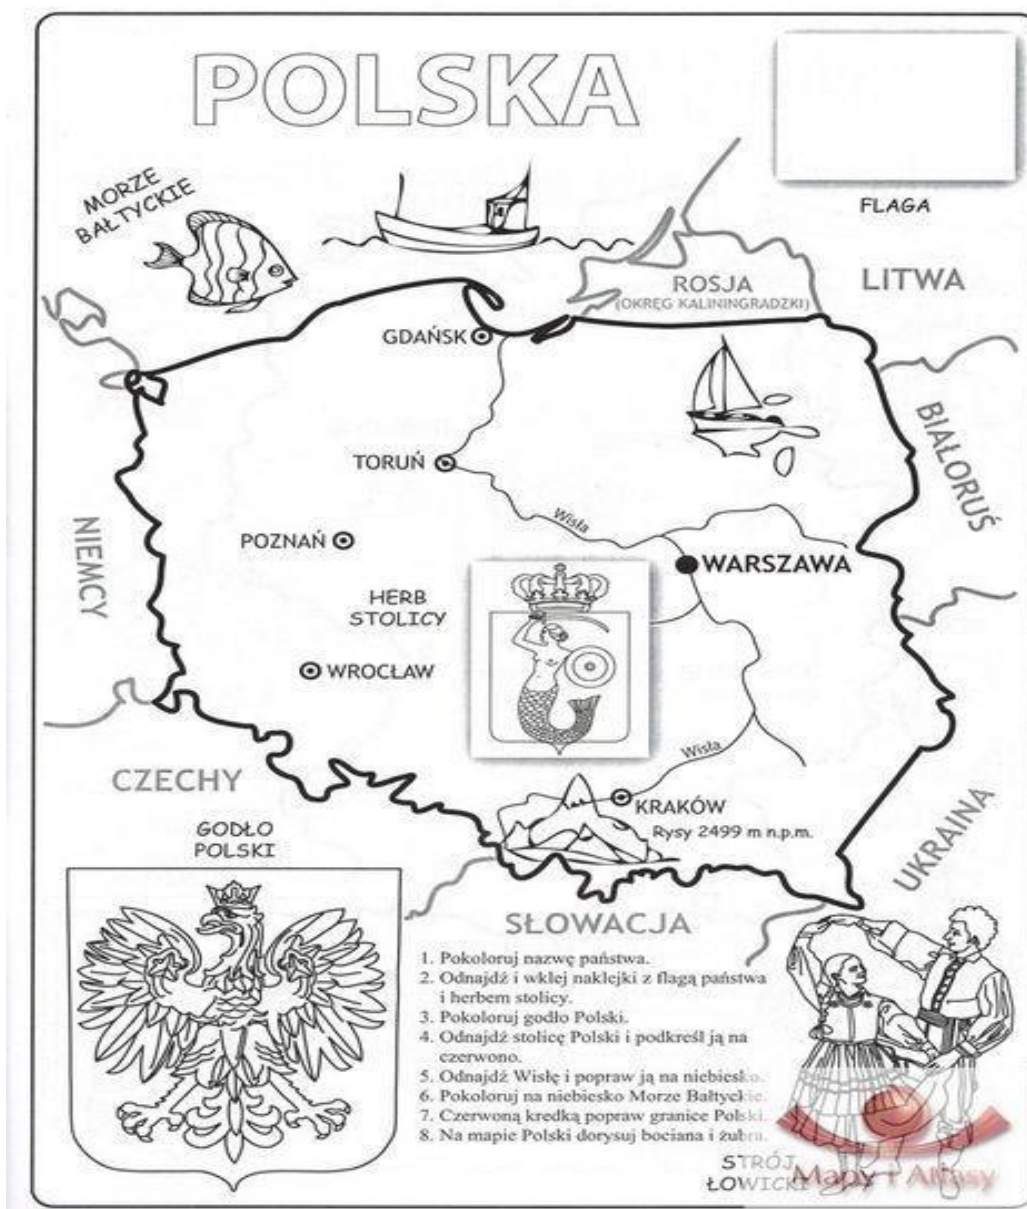 POLSKA
FLAGA
MORZE
BAŁTYCKIE
ROSJA
(OKRĘG KALININGRADZKI)
LITWA
GDAŃSK
BIAŁORUŚ
TORUŃ
Wisła
NIEMCY
POZNAŃ
WARSZAWA
HERB
STOLICY
WROCŁAW
Wisła
CZECHY
KRAKÓW
Rysy 2499 m n.p.m.
UKRAINA
GODŁO
POLSKI
SŁOWACJA
1. Pokoloruj nazwę państwa.
2. Odnajdź i wklej naklejki z flagą państwa
i herbem stolicy.
3. Pokoloruj godło Polski.
4. Odnajdź stolicę Polski i podkreśl ją na
czerwono.
5. Odnajdź Wisłę i popraw ją na niebiesko.
6. Pokoloruj na niebiesko Morze Bałtyckie.
7. Czerwoną kredką popraw granice Polski.
8. Na mapie Polski dorysuj bociana i żubra.
STRÓJ
ŁOWICKI
Mapy i Atlasy